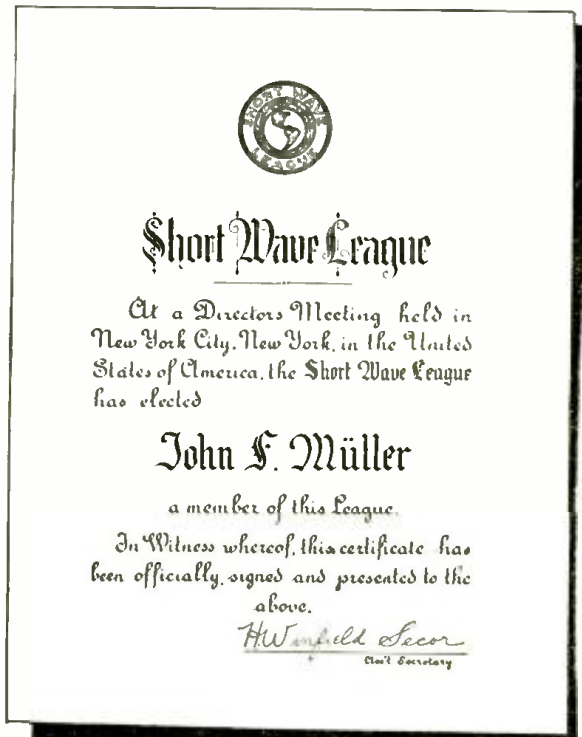 SHORT WAVE
LEAGUE
Short Wave League
At a Directors Meeting held in
New York City, New York, in the United
States of America, the Short Wave League
has elected
John F. Müller
a member of this League.
In Witness whereof, this certificate has
been officially, signed and presented to the
above.
H. Winfield Secor
Ass't Secretary